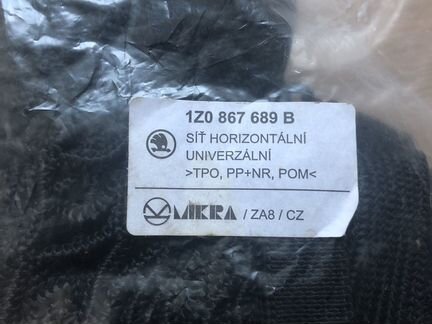 1Z0 867 689 B
SÍŤ HORIZONTÁLNÍ
UNIVERZÁLNÍ
>TPO, PP+NR, POM<
MIKRA / ZA8 / CZ